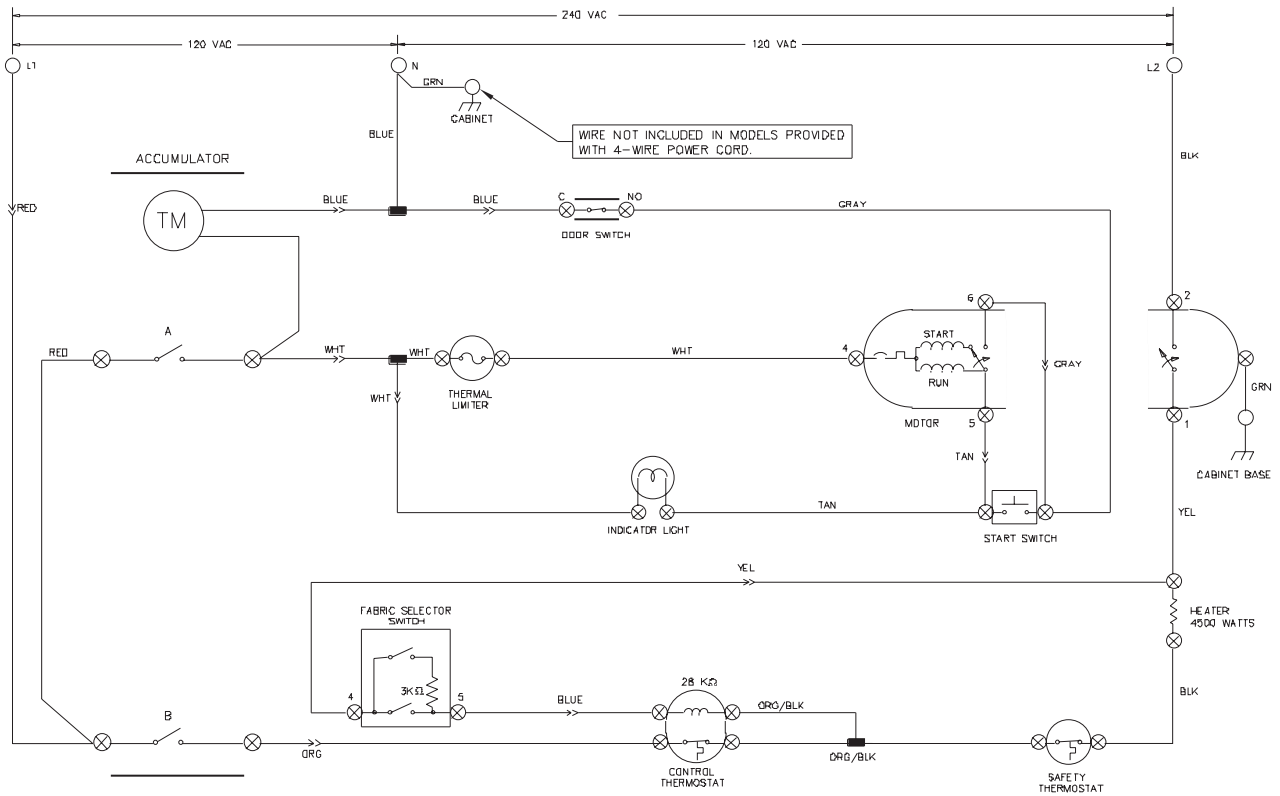 240 VAC
120 VAC
120 VAC
L1
N
L2
GRN
CABINET
BLUE
WIRE NOT INCLUDED IN MODELS PROVIDED
WITH 4-WIRE POWER CORD.
BLK
ACCUMULATOR
TM
RED
BLUE
BLUE
C
NO
DOOR SWITCH
GRAY
A
RED
WHT
WHT
THERMAL
LIMITER
WHT
WHT
4
6
START
RUN
MOTOR
5
GRAY
2
1
GRN
CABINET BASE
TAN
INDICATOR LIGHT
TAN
START SWITCH
YEL
YEL
HEATER
4500 WATTS
FABRIC SELECTOR
SWITCH
3KΩ
4
5
BLUE
28 KΩ
ORG/BLK
BLK
B
ORG
CONTROL
THERMOSTAT
ORG/BLK
SAFETY
THERMOSTAT